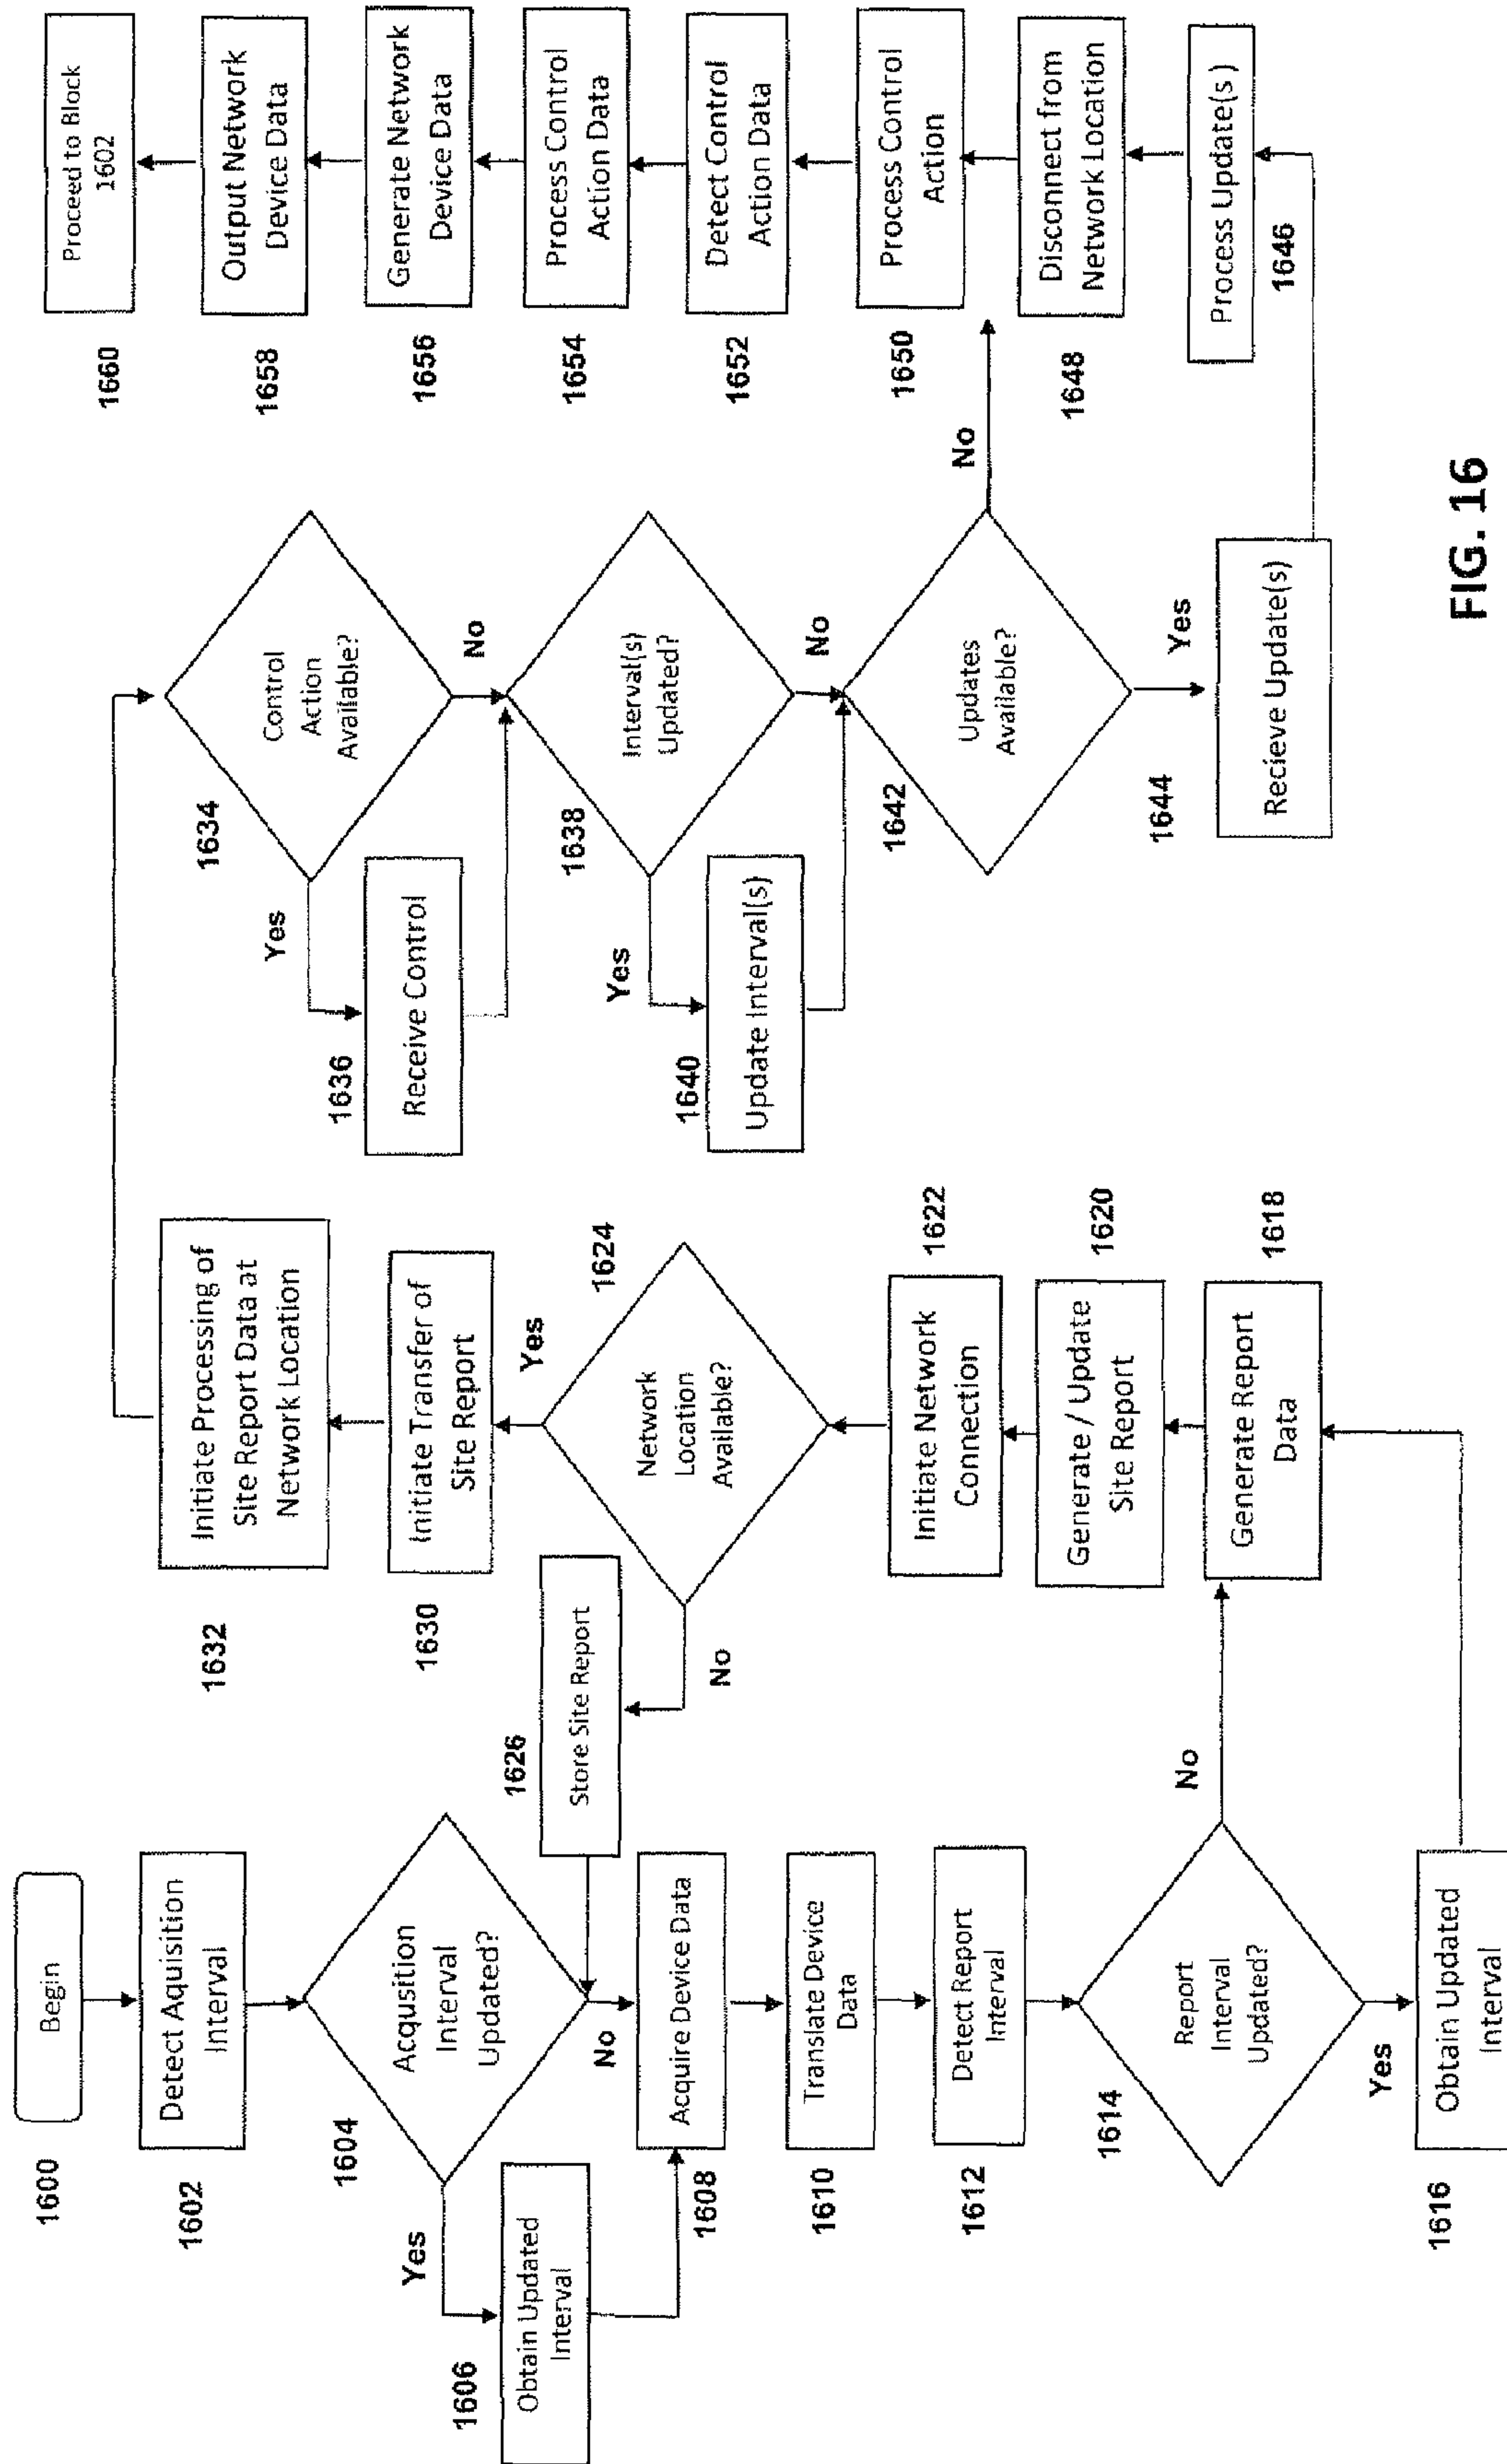 1600
Begin
1602
Detect Aquisition
Interval
1604
Acqusition
Interval
Updated?
Yes
No
1606
Obtain Updated
Interval
1608
Acquire Device Data
1610
Translate Device
Data
1612
Detect Report
Interval
1614
Report
Interval
Updated?
No
Yes
1616
Obtain Updated
Interval
1618
Generate Report
Data
1620
Generate / Update
Site Report
1622
Initiate Network
Connection
1624
Network
Location
Available?
Yes
No
1626
Store Site Report
1630
Initiate Transfer of
Site Report
1632
Initiate Processing of
Site Report Data at
Network Location
1634
Control
Action
Available?
Yes
No
1636
Receive Control
1638
Interval(s)
Updated?
Yes
No
1640
Update Interval(s)
1642
Updates
Available?
No
Yes
1644
Recieve Update(s)
1646
Process Update(s )
1648
Disconnect from
Network Location
1650
Process Control
Action
1652
Detect Control
Action Data
1654
Process Control
Action Data
1656
Generate Network
Device Data
1658
Output Network
Device Data
1660
Proceed to Block
1602
FIG. 16